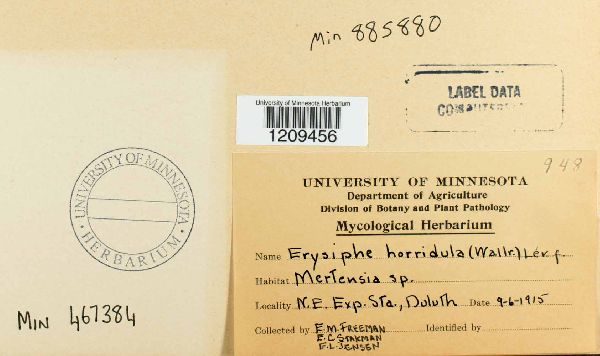 Min 885880
LABEL DATA
COMPUTERIZED
University of Minnesota Herbarium
1209456
UNIVERSITY OF MINNESOTA
HERBARIUM
Min 467384
948
UNIVERSITY OF MINNESOTA
Department of Agriculture
Division of Botany and Plant Pathology
Mycological Herbarium
Name Erysiphe horridula (Wallr.) Lév. f.
Habitat Mertensia sp.
Locality N.E. Exp. Sta., Duluth Date 9-6-1915
Collected by E.M. FREEMAN Identified by
E.C STAKMAN
E.L. JENSEN